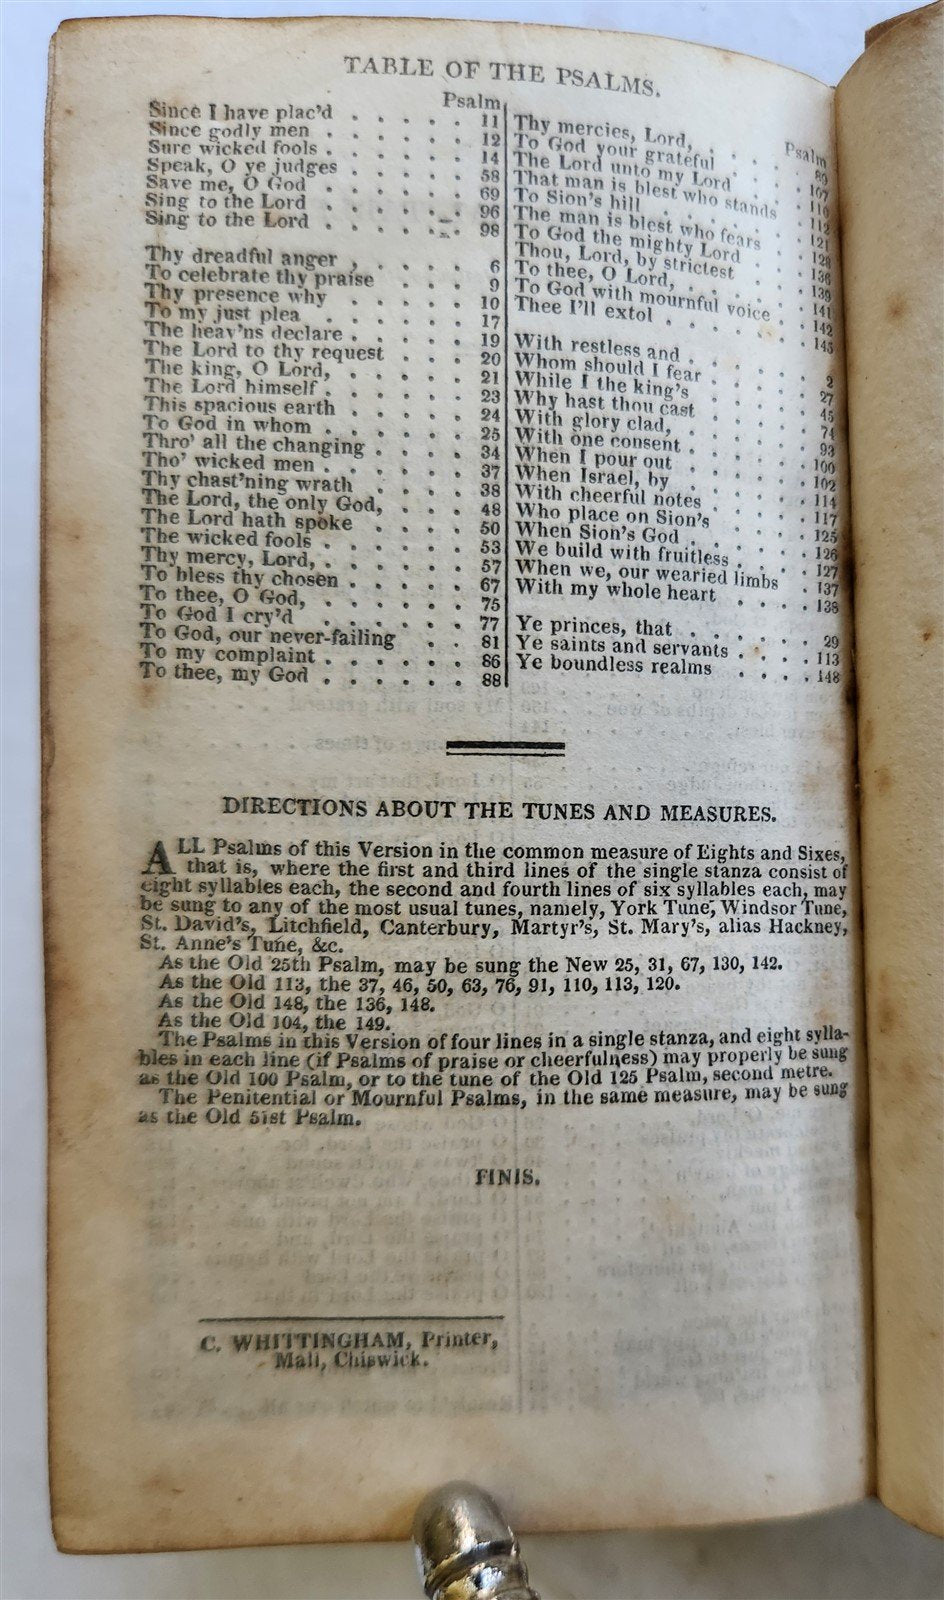 TABLE OF THE PSALMS.
Psalm
Since I have plac'd . . . . . 11
Since godly men . . . . . . 12
Sure wicked fools . . . . . . 14
Speak, O ye judges . . . . . 58
Save me, O God . . . . . . 69
Sing to the Lord . . . . . . 96
Sing to the Lord . . . . . . 98
Thy dreadful anger , . . . . 6
To celebrate thy praise . . . . 9
Thy presence why . . . . . 10
To my just plea . . . . . . 17
The heav'ns declare . . . . . 19
The Lord to thy request . . . . 20
The king, O Lord, . . . . . 21
The Lord himself . . . . . . 23
This spacious earth . . . . . 24
To God in whom . . . . . . 25
Thro' all the changing . . . . 34
Tho' wicked men . . . . . . 37
Thy chast'ning wrath . . . . 38
The Lord, the only God, . . . . 48
The Lord hath spoke . . . . 50
The wicked fools . . . . . . 53
Thy mercy, Lord, . . . . . . 57
To bless thy chosen . . . . . 67
To thee, O God, . . . . . . 75
To God I cry'd . . . . . . 77
To God, our never-failing . . 81
To my complaint . . . . . . 86
To thee, my God . . . . . . 88
Psalm
Thy mercies, Lord, . . . . . 89
To God your grateful . . . . 107
The Lord unto my Lord . . . 110
That man is blest who stands . 112
To Sion's hill . . . . . . . 121
The man is blest who fears . . 128
To God the mighty Lord . . . 136
Thou, Lord, by strictest . . . 139
To thee, O Lord, . . . . . . 141
To God with mournful voice . . 142
Thee I'll extol . . . . . . . 145
With restless and . . . . . . 2
Whom should I fear . . . . . 27
While I the king's . . . . . 45
Why hast thou cast . . . . . 74
With glory clad, . . . . . . 93
With one consent . . . . . . 100
When I pour out . . . . . . 102
When Israel, by . . . . . . 114
With cheerful notes . . . . . 117
Who place on Sion's . . . . . 125
When Sion's God . . . . . . 126
We build with fruitless . . . . 127
When we, our wearied limbs . 137
With my whole heart . . . . 138
Ye princes, that . . . . . . 29
Ye saints and servants . . . . 113
Ye boundless realms . . . . 148
DIRECTIONS ABOUT THE TUNES AND MEASURES.
ALL Psalms of this Version in the common measure of Eights and Sixes,
that is, where the first and third lines of the single stanza consist of
eight syllables each, the second and fourth lines of six syllables each, may
be sung to any of the most usual tunes, namely, York Tune, Windsor Tune,
St. David's, Litchfield, Canterbury, Martyr's, St. Mary's, alias Hackney,
St. Anne's Tune, &c.
As the Old 25th Psalm, may be sung the New 25, 31, 67, 130, 142.
As the Old 113, the 37, 46, 50, 63, 76, 91, 110, 113, 120.
As the Old 148, the 136, 148.
As the Old 104, the 149.
The Psalms in this Version of four lines in a single stanza, and eight sylla-
bles in each line (if Psalms of praise or cheerfulness) may properly be sung
as the Old 100 Psalm, or to the tune of the Old 125 Psalm, second metre.
The Penitential or Mournful Psalms, in the same measure, may be sung
as the Old 51st Psalm.
FINIS.
C. WHITTINGHAM, Printer,
Mall, Chiswick.